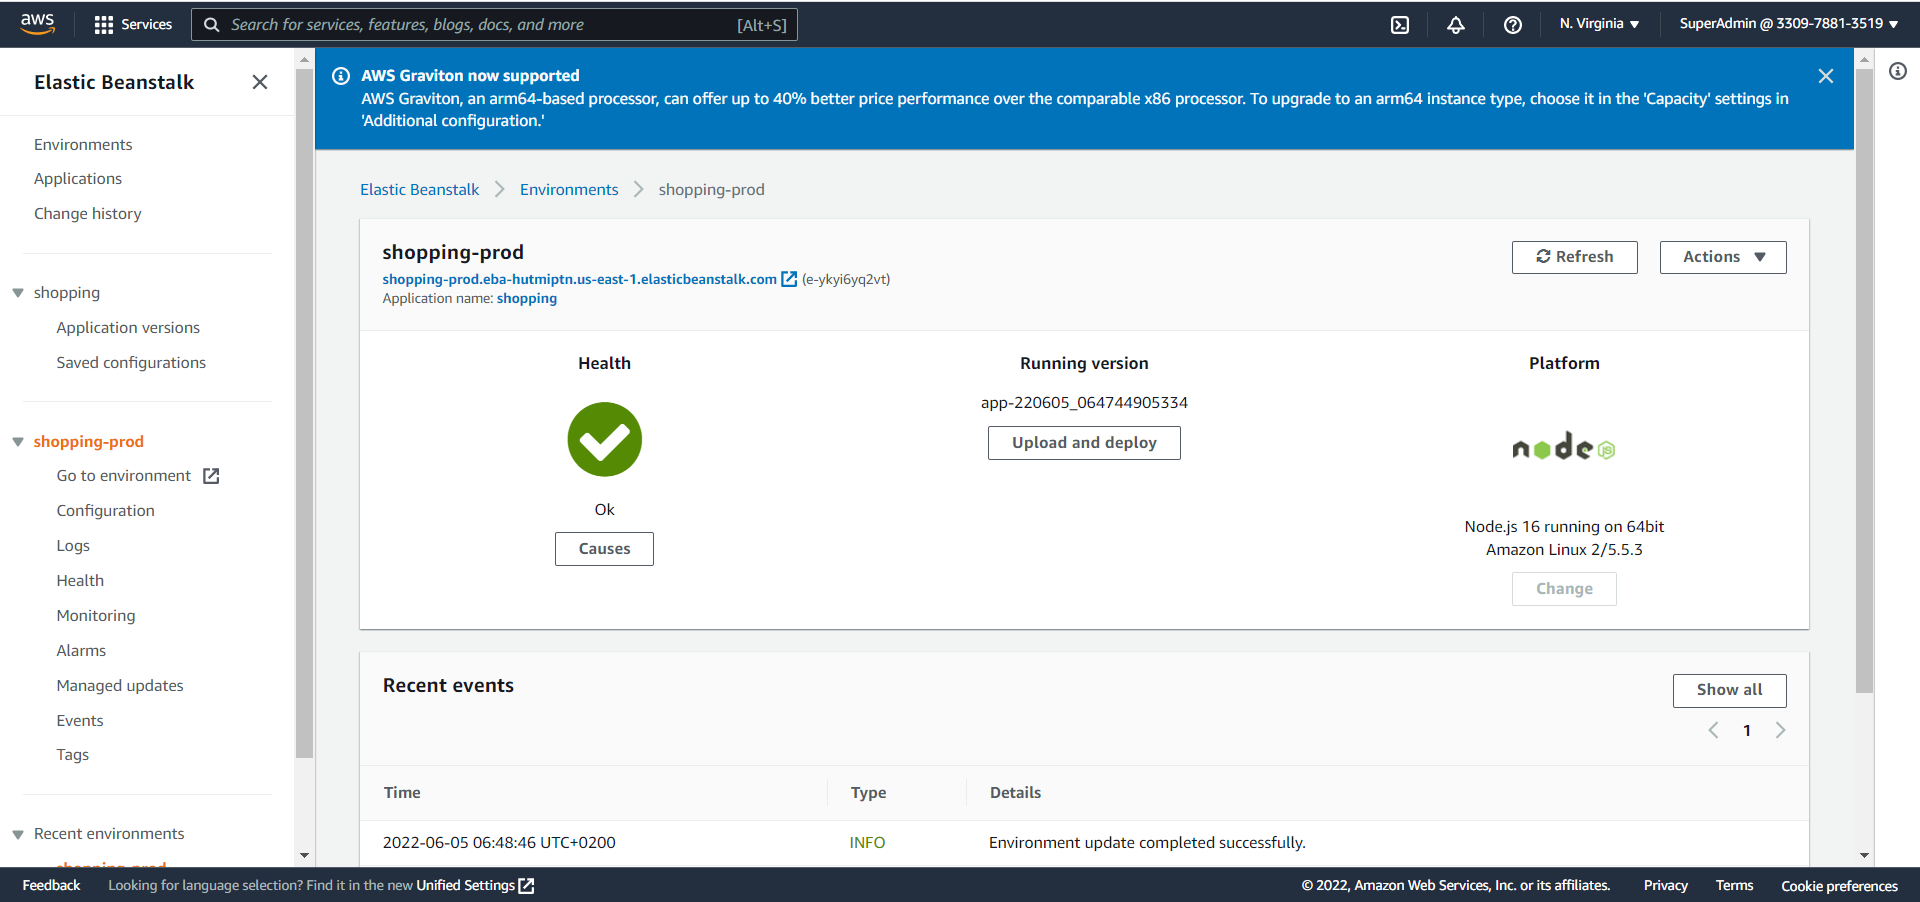 aws
Services
Search for services, features, blogs, docs, and more
[Alt+S]
N. Virginia
SuperAdmin @ 3309-7881-3519
Elastic Beanstalk
Environments
Applications
Change history
shopping
Application versions
Saved configurations
shopping-prod
Go to environment
Configuration
Logs
Health
Monitoring
Alarms
Managed updates
Events
Tags
Recent environments
shopping-prod
AWS Graviton now supported
AWS Graviton, an arm64-based processor, can offer up to 40% better price performance over the comparable x86 processor. To upgrade to an arm64 instance type, choose it in the 'Capacity' settings in
'Additional configuration.'
Elastic Beanstalk > Environments > shopping-prod
shopping-prod
shopping-prod.eba-hutmiptn.us-east-1.elasticbeanstalk.com (e-ykyi6yq2vt)
Application name: shopping
Refresh
Actions
Health
Ok
Causes
Running version
app-220605_064744905334
Upload and deploy
Platform
node JS
Node.js 16 running on 64bit
Amazon Linux 2/5.5.3
Change
Recent events
Show all
1
Time Type Details
2022-06-05 06:48:46 UTC+0200 INFO Environment update completed successfully.
Feedback
Looking for language selection? Find it in the new Unified Settings
© 2022, Amazon Web Services, Inc. or its affiliates.
Privacy
Terms
Cookie preferences